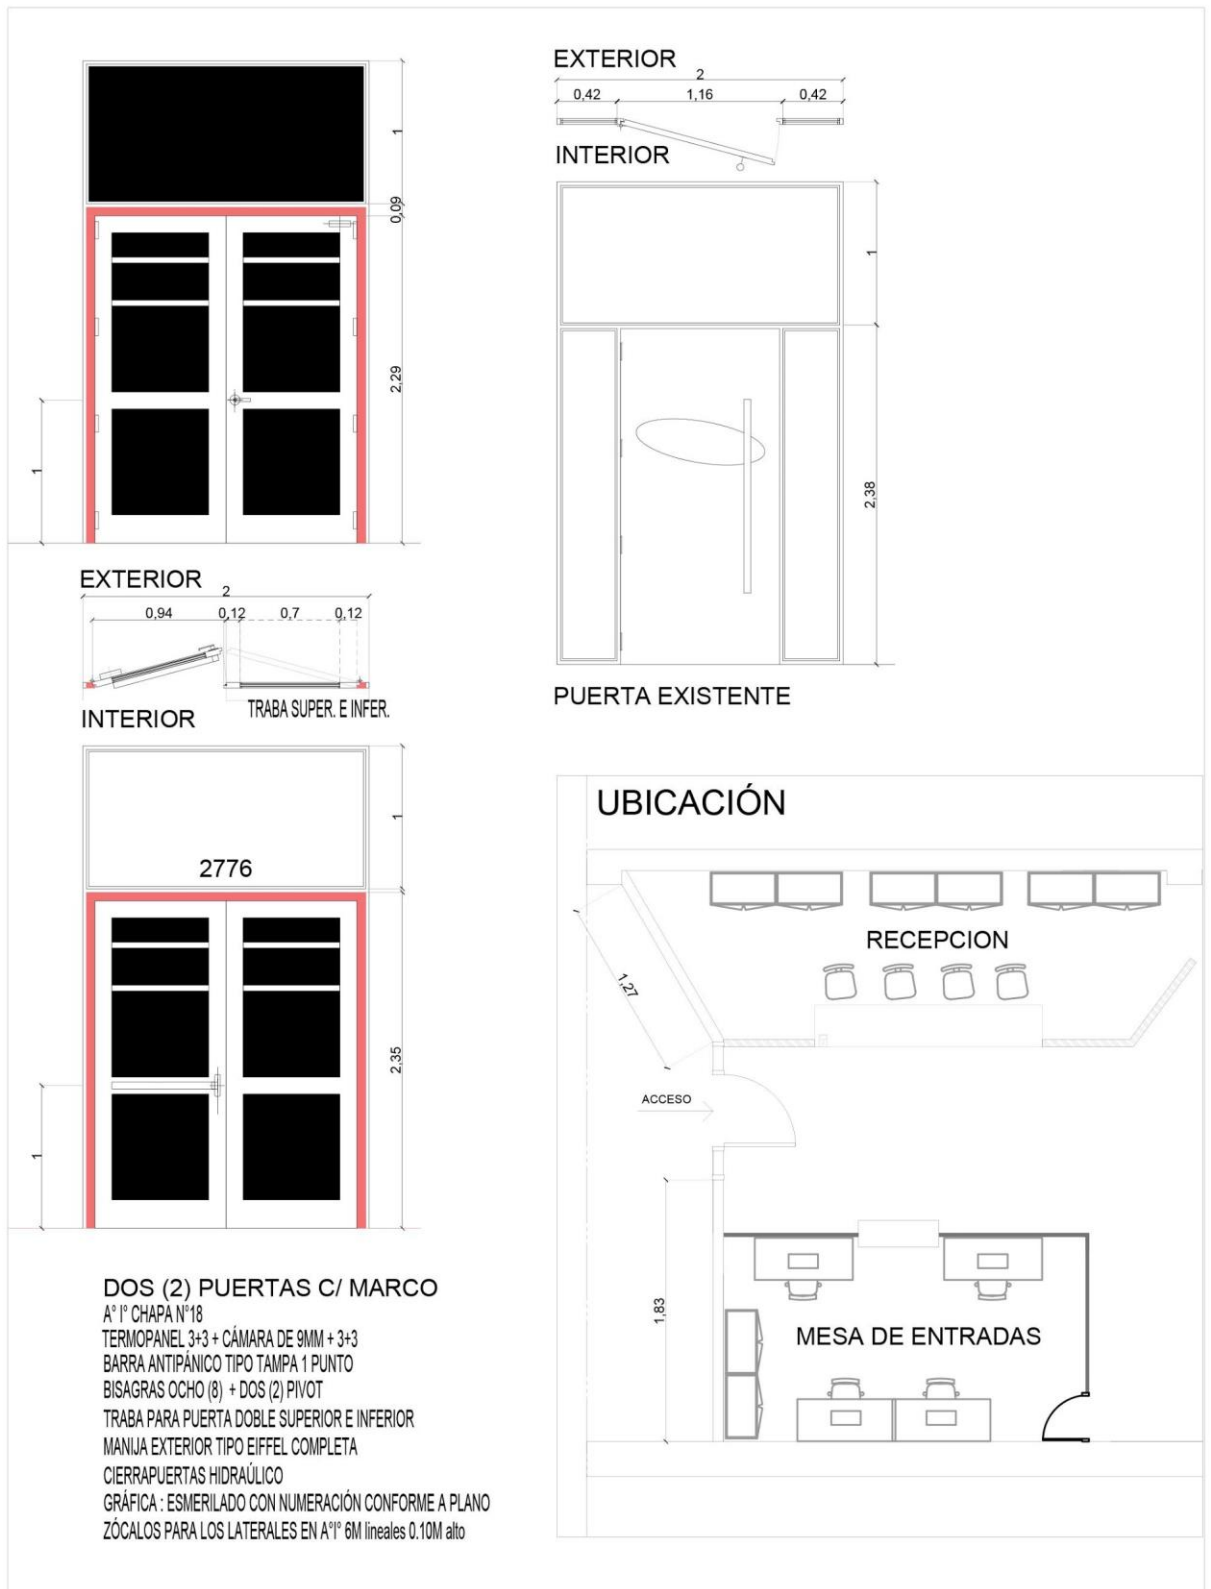 EXTERIOR
2
0,42 1,16 0,42
INTERIOR
1
0,09
2,29
1
1
2,38
EXTERIOR
2
0,94 0,12 0,7 0,12
INTERIOR
TRABA SUPER. E INFER.
PUERTA EXISTENTE
1
2776
2,35
1
UBICACIÓN
RECEPCION
1,27
ACCESO
1,83
MESA DE ENTRADAS
DOS (2) PUERTAS C/ MARCO
A° I° CHAPA N°18
TERMOPANEL 3+3 + CÁMARA DE 9MM + 3+3
BARRA ANTIPÁNICO TIPO TAMPA 1 PUNTO
BISAGRAS OCHO (8) + DOS (2) PIVOT
TRABA PARA PUERTA DOBLE SUPERIOR E INFERIOR
MANIJA EXTERIOR TIPO EIFFEL COMPLETA
CIERRAPUERTAS HIDRAÚLICO
GRÁFICA : ESMERILADO CON NUMERACIÓN CONFORME A PLANO
ZÓCALOS PARA LOS LATERALES EN A°I° 6M lineales 0.10M alto